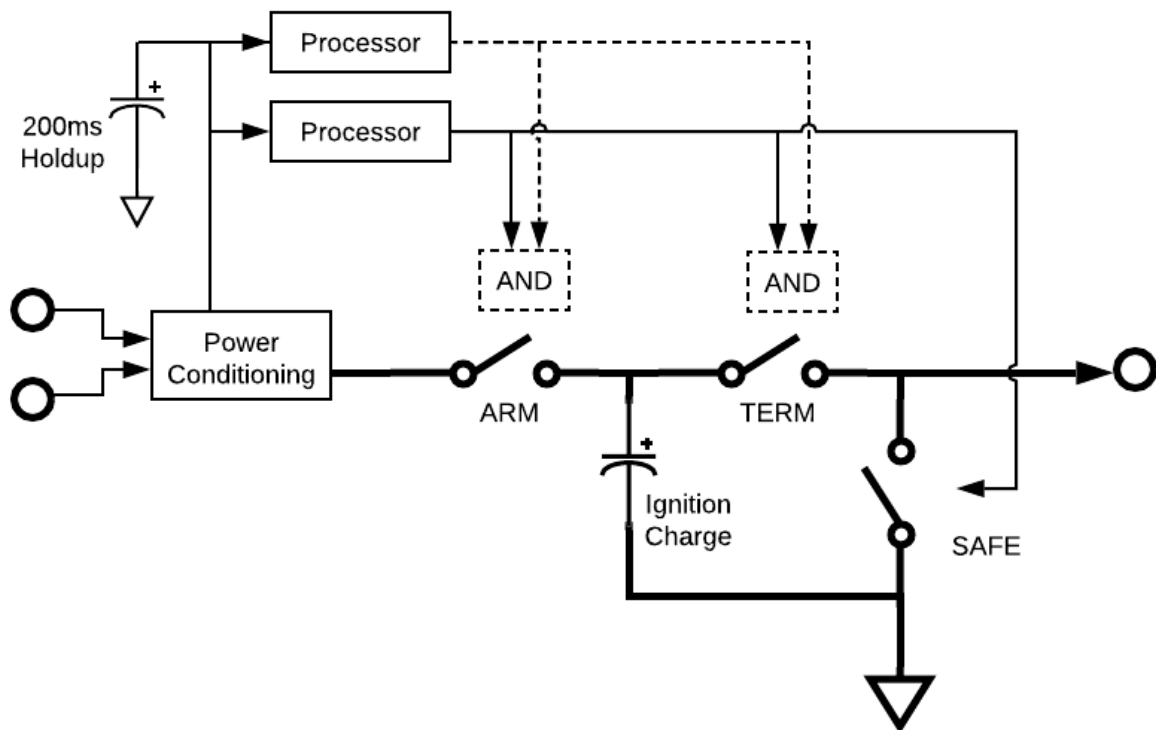 Processor
+
Processor
200ms
Holdup
AND
AND
Power
Conditioning
ARM
TERM
+
Ignition
Charge
SAFE